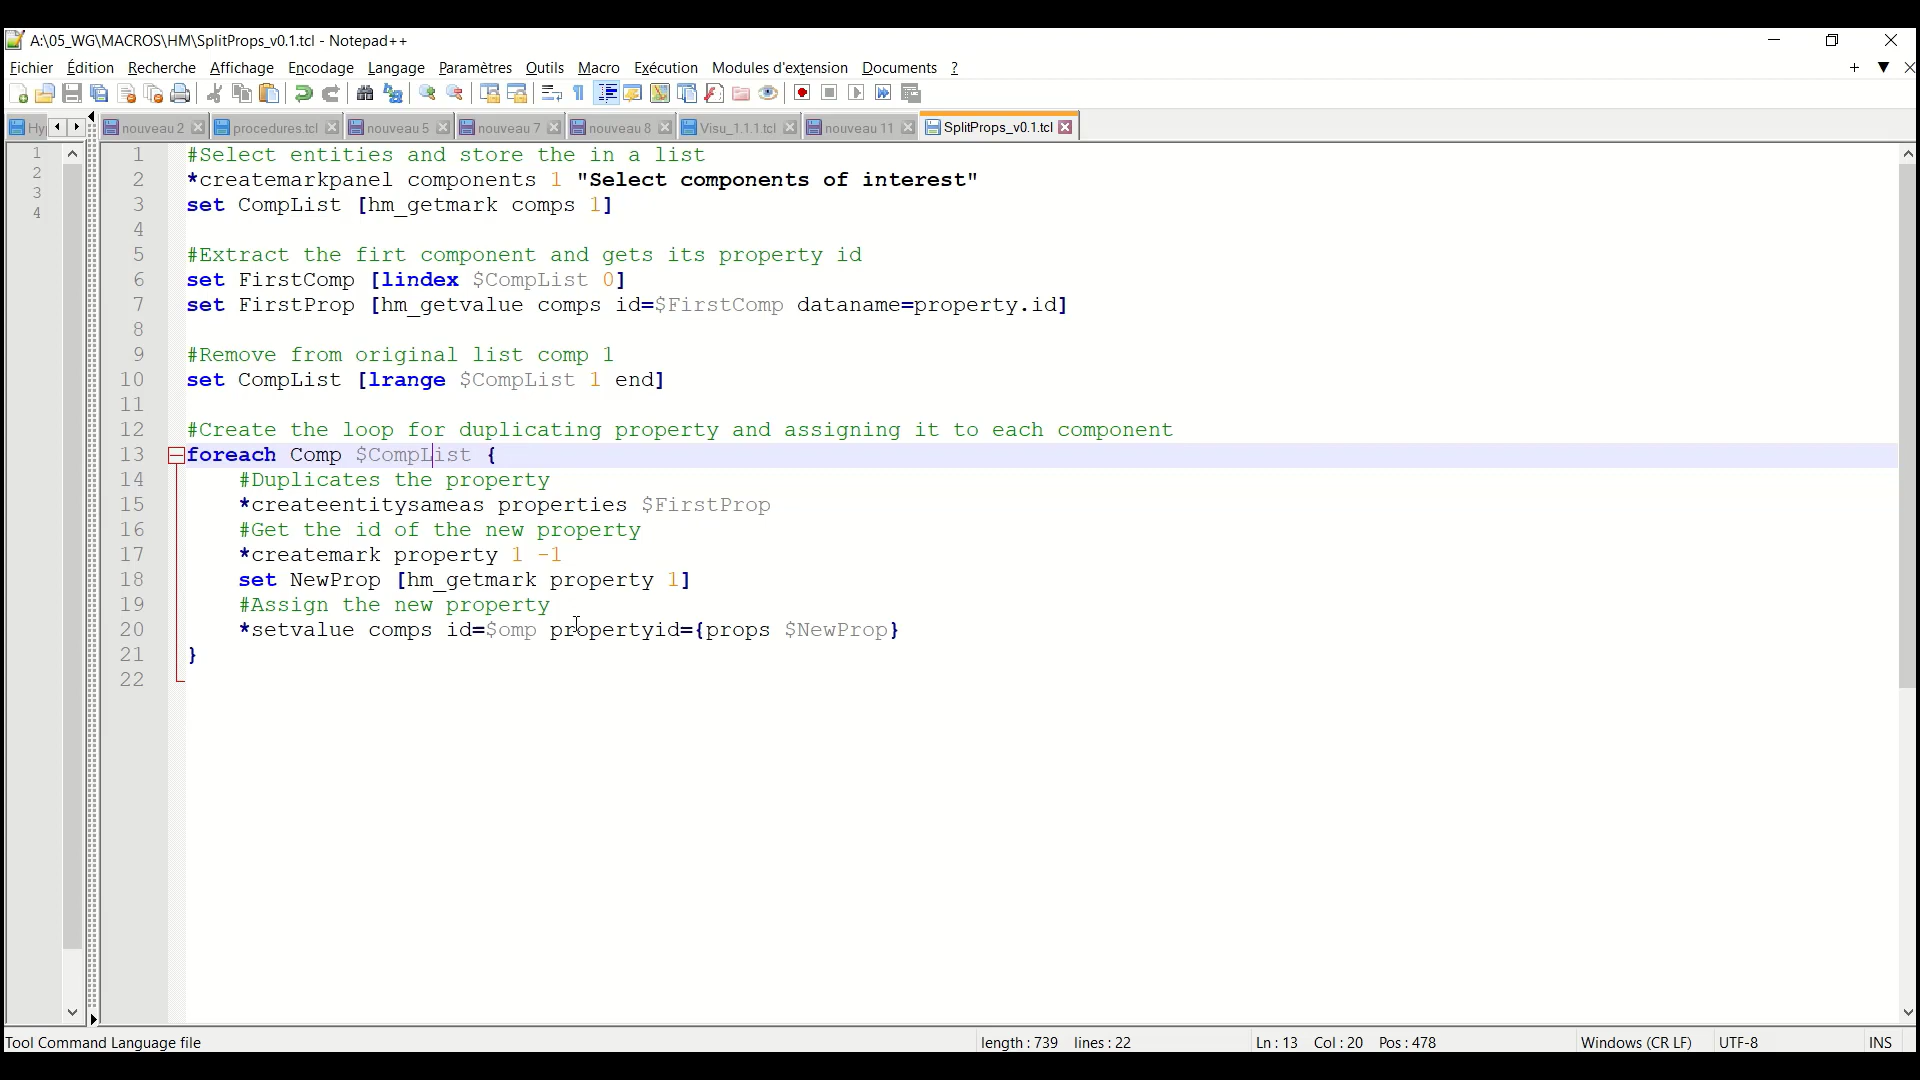 A:\05_WG\MACROS\HM\SplitProps_v0.1.tcl - Notepad++
Fichier Édition Recherche Affichage Encodage Langage Paramètres Outils Macro Exécution Modules d'extension Documents ?
Hy nouveau 2 procedures.tcl nouveau 5 nouveau 7 nouveau 8 Visu_1.1.1.tcl nouveau 11 SplitProps_v0.1.tcl
1
2
3
4
1 #Select entities and store the in a list
2 *createmarkpanel components 1 "Select components of interest"
3 set CompList [hm_getmark comps 1]
4
5 #Extract the firt component and gets its property id
6 set FirstComp [lindex $CompList 0]
7 set FirstProp [hm_getvalue comps id=$FirstComp dataname=property.id]
8
9 #Remove from original list comp 1
10 set CompList [lrange $CompList 1 end]
11
12 #Create the loop for duplicating property and assigning it to each component
13 foreach Comp $CompList {
14 #Duplicates the property
15 *createentitysameas properties $FirstProp
16 #Get the id of the new property
17 *createmark property 1 -1
18 set NewProp [hm_getmark property 1]
19 #Assign the new property
20 *setvalue comps id=$omp propertyid={props $NewProp}
21 }
22
Tool Command Language file length : 739 lines : 22 Ln : 13 Col : 20 Pos : 478 Windows (CR LF) UTF-8 INS